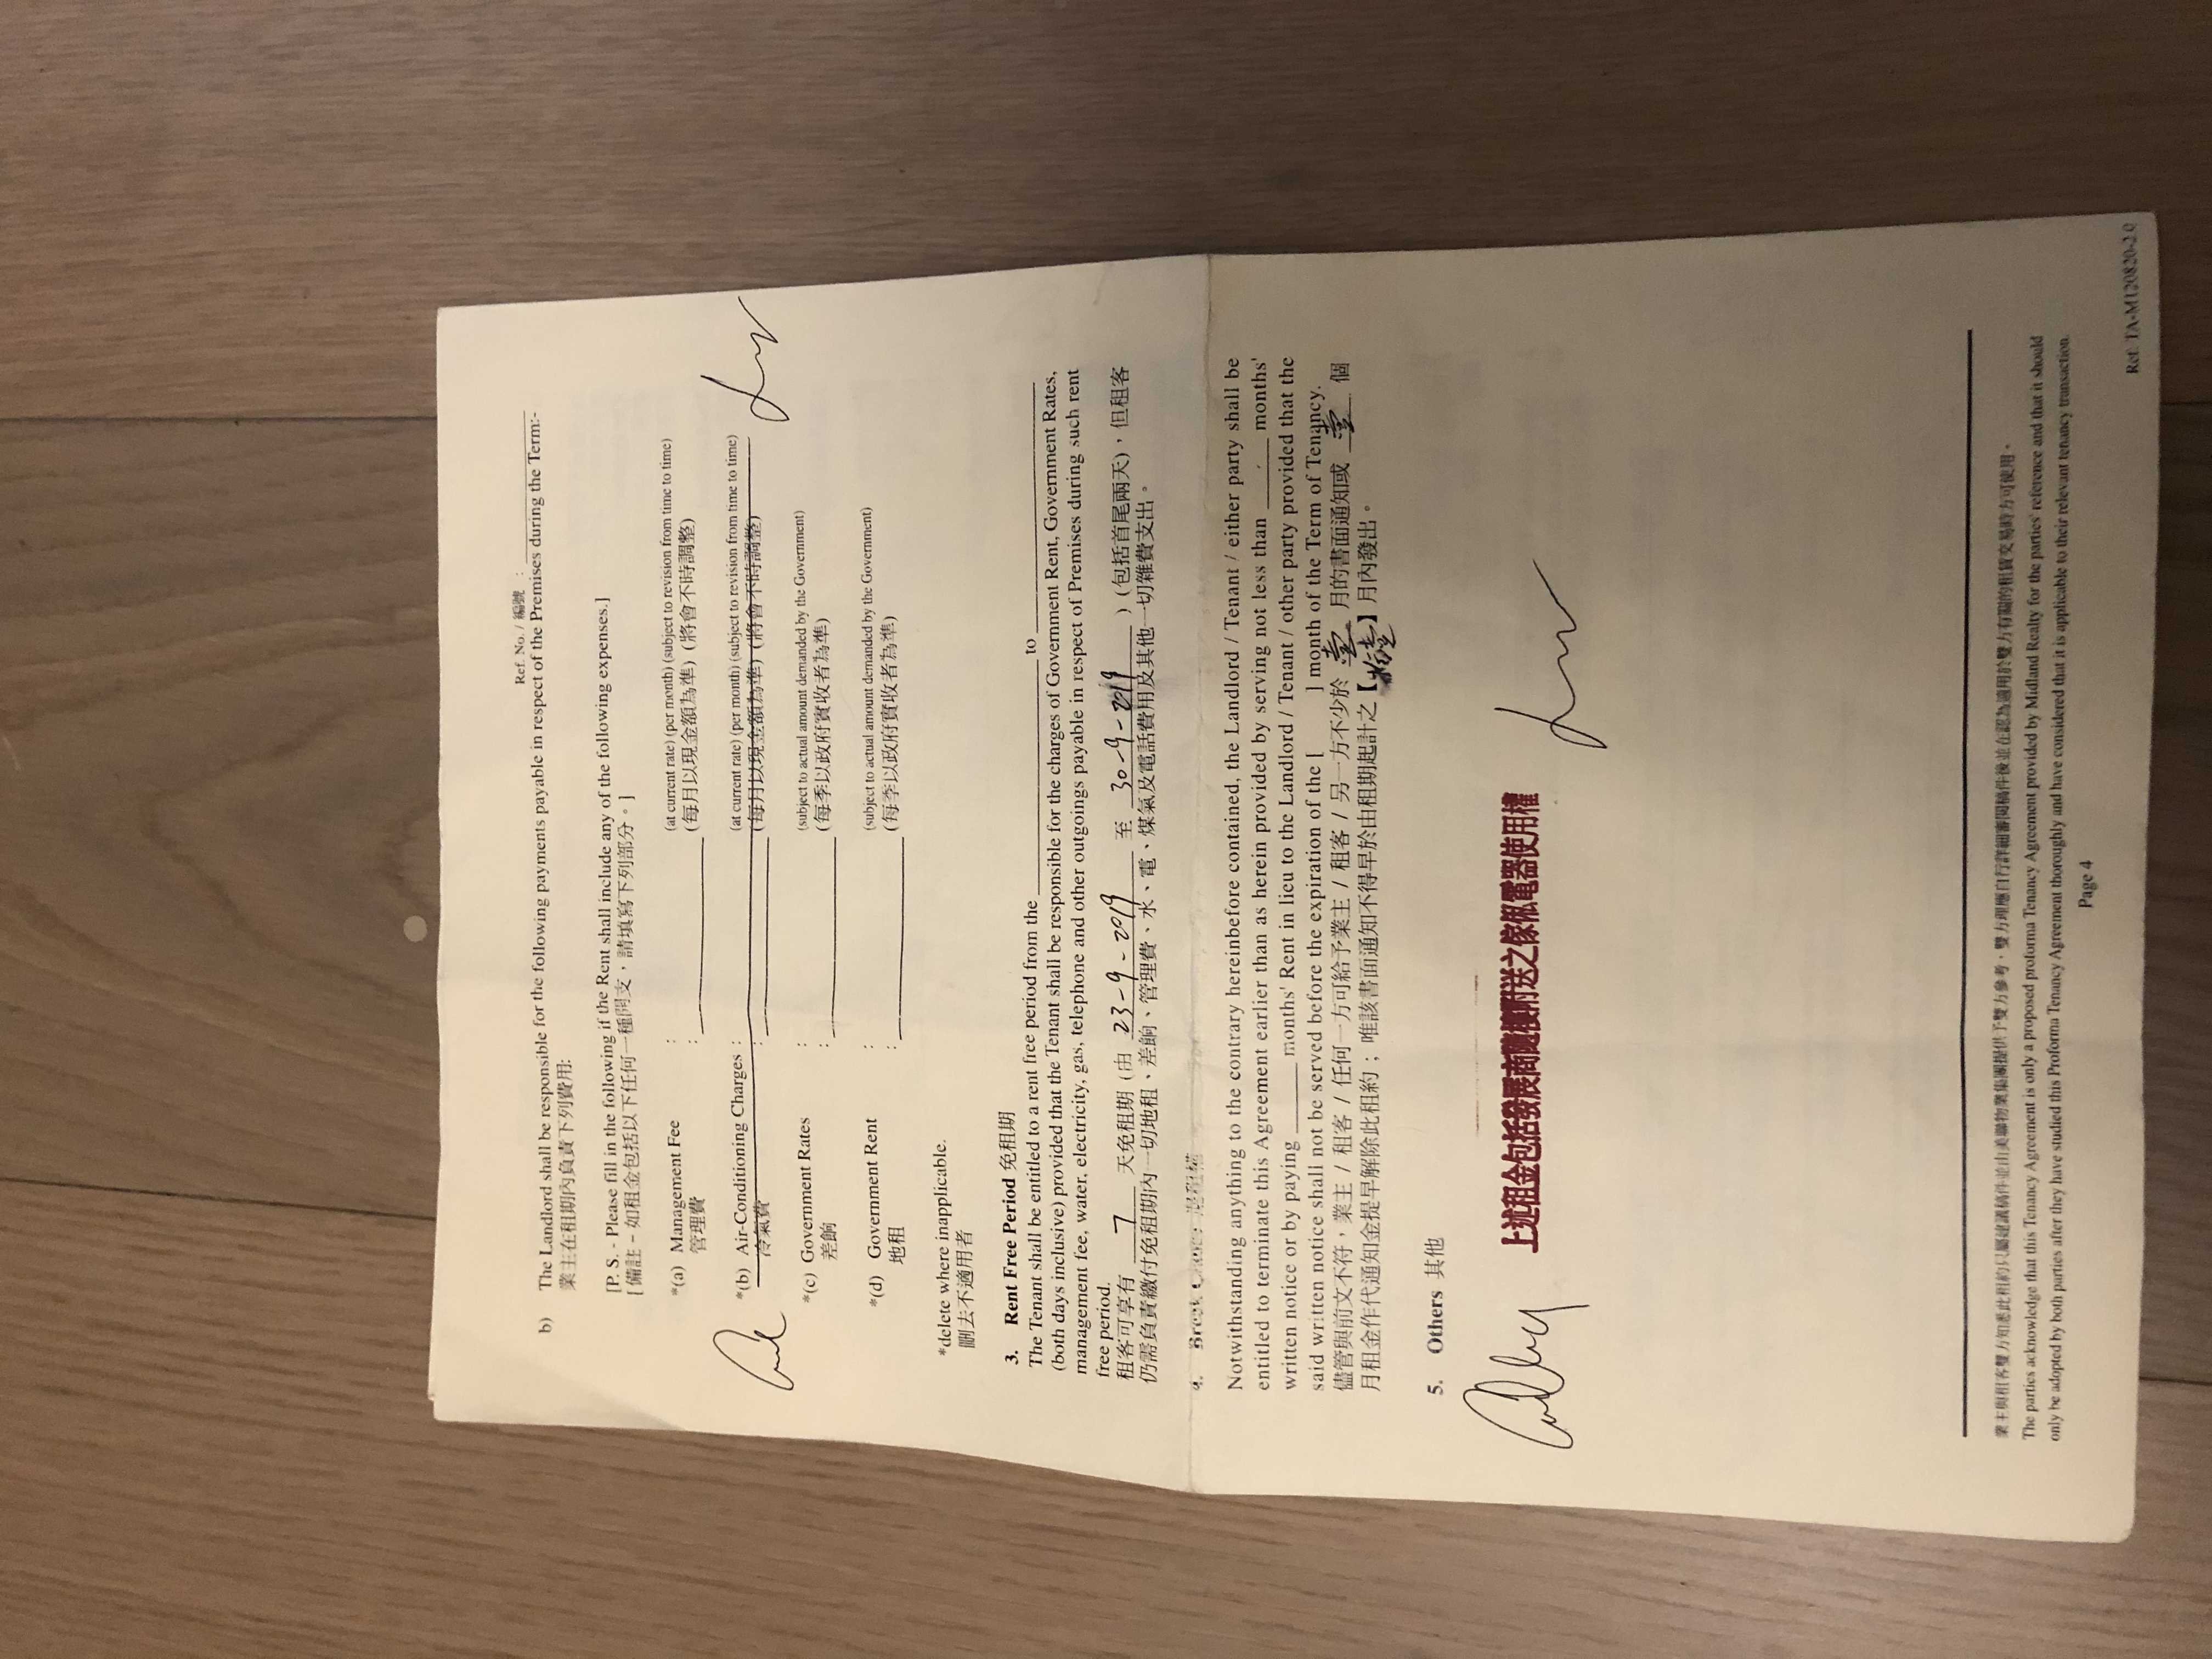 Ref. No. / 編號 :
b) The Landlord shall be responsible for the following payments payable in respect of the Premises during the Term:-
業主在租期內負責下列費用:
[P. S. - Please fill in the following if the Rent shall include any of the following expenses.]
[備註 - 如租金包括以下任何一種開支，請填寫下列部分。]
*(a) Management Fee : (at current rate) (per month) (subject to revision from time to time)
管理費 : (每月以現金額為準) (將會不時調整)
*(b) Air-Conditioning Charges : (at current rate) (per month) (subject to revision from time to time)
冷氣費 : (每月以現金額為準) (將會不時調整)
*(c) Government Rates : (subject to actual amount demanded by the Government)
差餉 : (每季以政府實收者為準)
*(d) Government Rent : (subject to actual amount demanded by the Government)
地租 : (每季以政府實收者為準)
*delete where inapplicable.
刪去不適用者
3. Rent Free Period 免租期
The Tenant shall be entitled to a rent free period from the ____ to ____
(both days inclusive) provided that the Tenant shall be responsible for the charges of Government Rent, Government Rates,
management fee, water, electricity, gas, telephone and other outgoings payable in respect of Premises during such rent
free period.
租客可享有 7 天免租期 (由 23-9-2019 至 30-9-2019 ) (包括首尾兩天)，但租客
仍需負責繳付免租期內一切地租、差餉、管理費、水、電、煤氣及電話費用及其他一切雜費支出。
4. Break Clause
Notwithstanding anything to the contrary hereinbefore contained, the Landlord / Tenant / either party shall be
entitled to terminate this Agreement earlier than as herein provided by serving not less than ____ months'
written notice or by paying ____ months' Rent in lieu to the Landlord / Tenant / other party provided that the
said written notice shall not be served before the expiration of the [ ] month of the Term of Tenancy.
儘管與前文不符，業主 / 租客 / 任何一方可給予業主 / 租客 / 另一方不少於 壹 月的書面通知或 壹 個
月租金作代通知金提早解除此租約；唯該書面通知不得早於由租期起計之【拾壹】月內發出。
5. Others 其他
上述租金包括發展商隨樓附送之傢俬電器使用權
業主與租客雙方知悉此租約只屬建議稿件並由美聯物業集團提供予雙方參考，雙方理應自行詳細審閱稿件後並在認為適用於雙方有關的租賃交易時方可使用。
The parties acknowledge that this Tenancy Agreement is only a proposed proforma Tenancy Agreement provided by Midland Realty for the parties' reference and that it should
only be adopted by both parties after they have studied this Proforma Tenancy Agreement thoroughly and have considered that it is applicable to their relevant tenancy transaction.
Page 4
Ref. TA-M120820-2.0